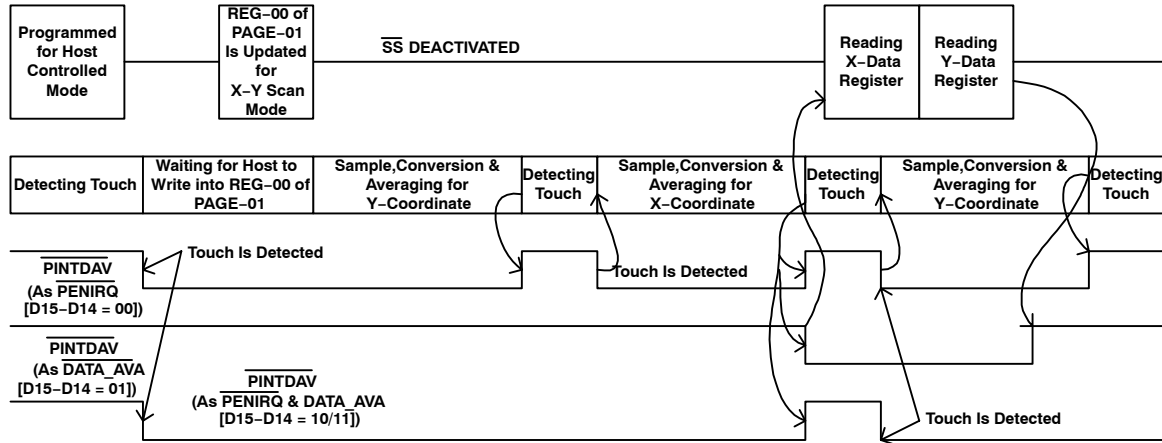 Programmed
for Host
Controlled
Mode
REG−00 of
PAGE−01
Is Updated
for
X−Y Scan
Mode
SS DEACTIVATED
Reading
X−Data
Register
Reading
Y−Data
Register
Detecting Touch
Waiting for Host to
Write into REG−00 of
PAGE−01
Sample,Conversion &
Averaging for
Y−Coordinate
Detecting
Touch
Sample,Conversion &
Averaging for
X−Coordinate
Detecting
Touch
Sample,Conversion &
Averaging for
Y−Coordinate
Detecting
Touch
Touch Is Detected
Touch Is Detected
PINTDAV
(As PENIRQ
[D15−D14 = 00])
PINTDAV
(As DATA_AVA
[D15−D14 = 01])
PINTDAV
(As PENIRQ & DATA_AVA
[D15−D14 = 10/11])
Touch Is Detected